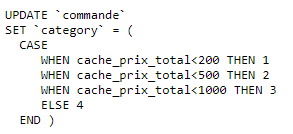 UPDATE `commande`
SET `category` = (
  CASE
    WHEN cache_prix_total<200 THEN 1
    WHEN cache_prix_total<500 THEN 2
    WHEN cache_prix_total<1000 THEN 3
    ELSE 4
  END )